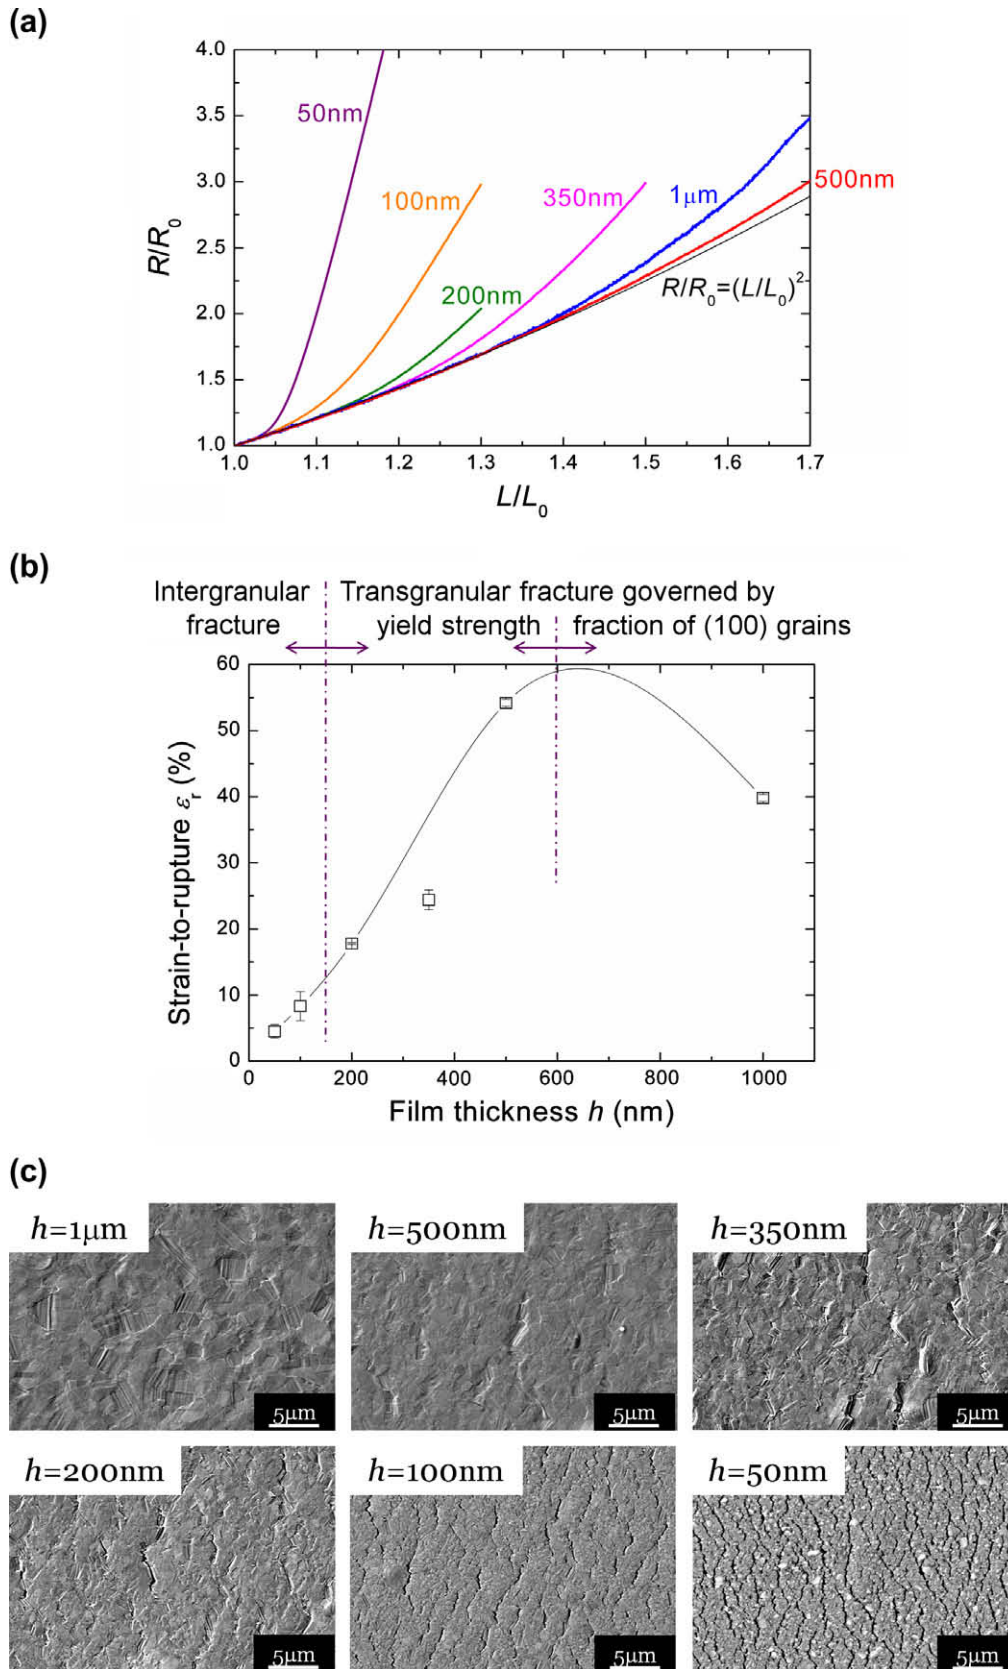 (a)
4.0
3.5
3.0
2.5
2.0
1.5
1.0
R/R₀
50nm
100nm
200nm
350nm
1μm
500nm
R/R₀=(L/L₀)²
1.0 1.1 1.2 1.3 1.4 1.5 1.6 1.7
L/L₀
(b)
Intergranular fracture
Transgranular fracture governed by
yield strength
fraction of (100) grains
60
50
40
30
20
10
0
Strain-to-rupture εᵣ (%)
0 200 400 600 800 1000
Film thickness h (nm)
(c)
h=1μm
5μm
h=500nm
5μm
h=350nm
5μm
h=200nm
5μm
h=100nm
5μm
h=50nm
5μm